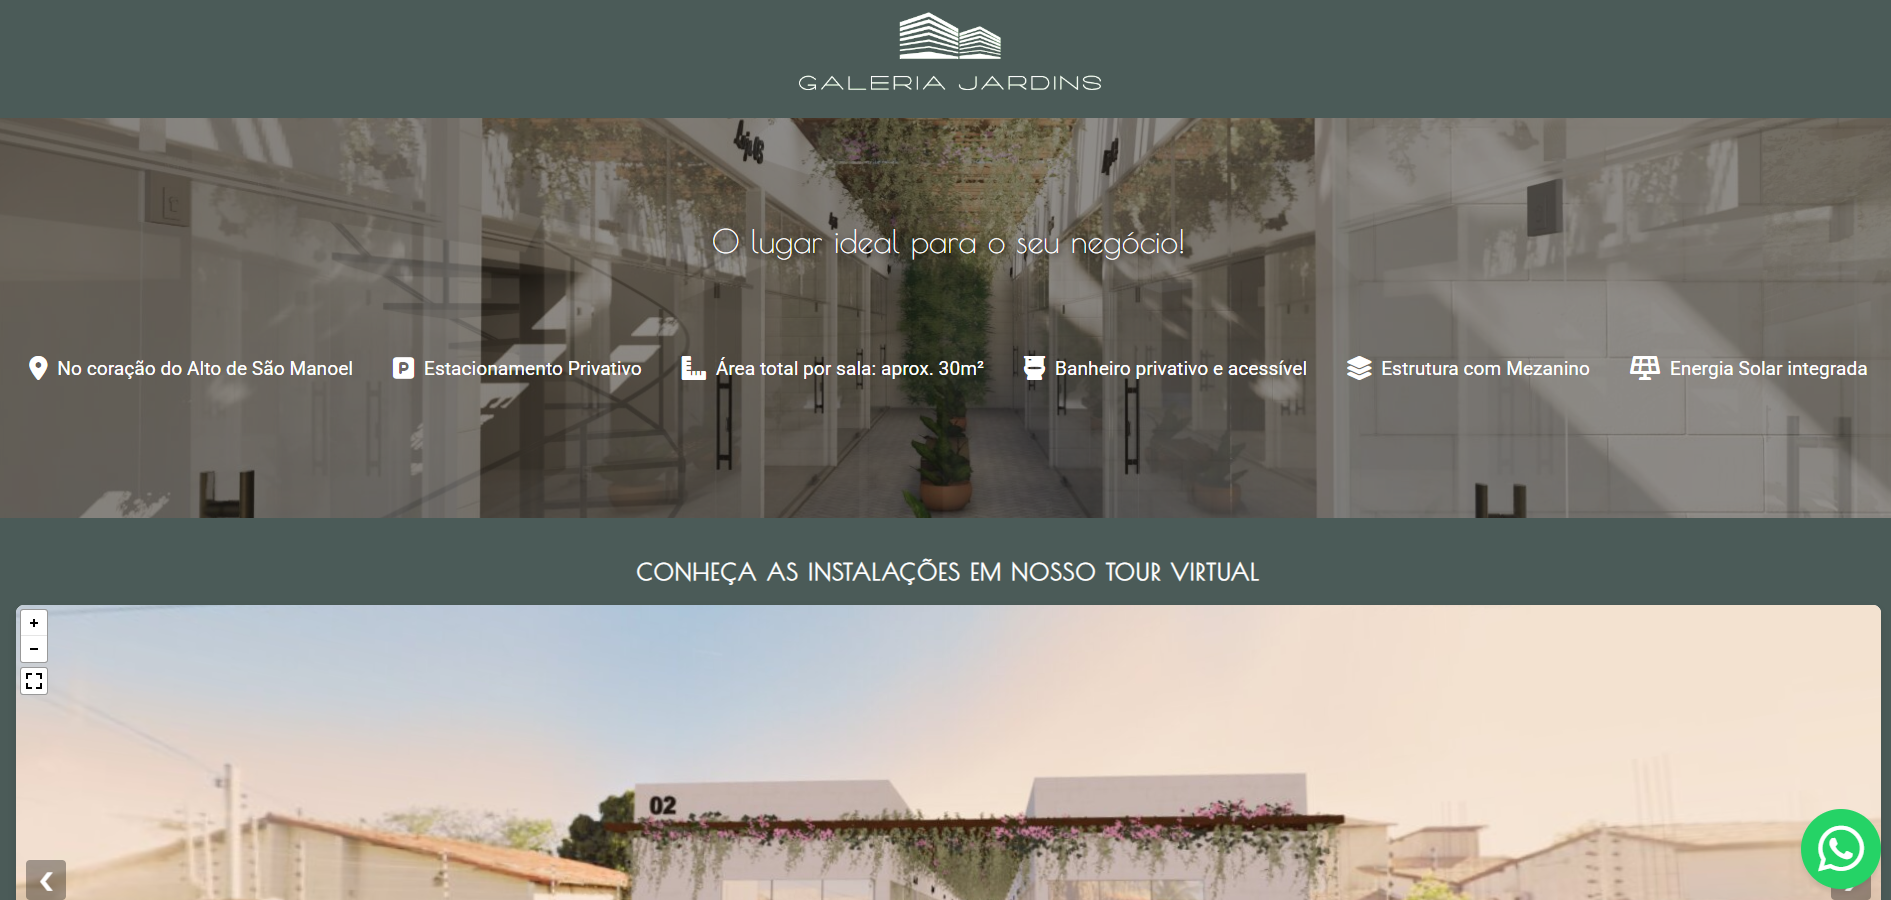 GALERIA JARDINS
Loja 03
O lugar ideal para o seu negócio!
No coração do Alto de São Manoel
P Estacionamento Privativo
Área total por sala: aprox. 30m²
Banheiro privativo e acessível
Estrutura com Mezanino
Energia Solar integrada
CONHEÇA AS INSTALAÇÕES EM NOSSO TOUR VIRTUAL
+
-
02